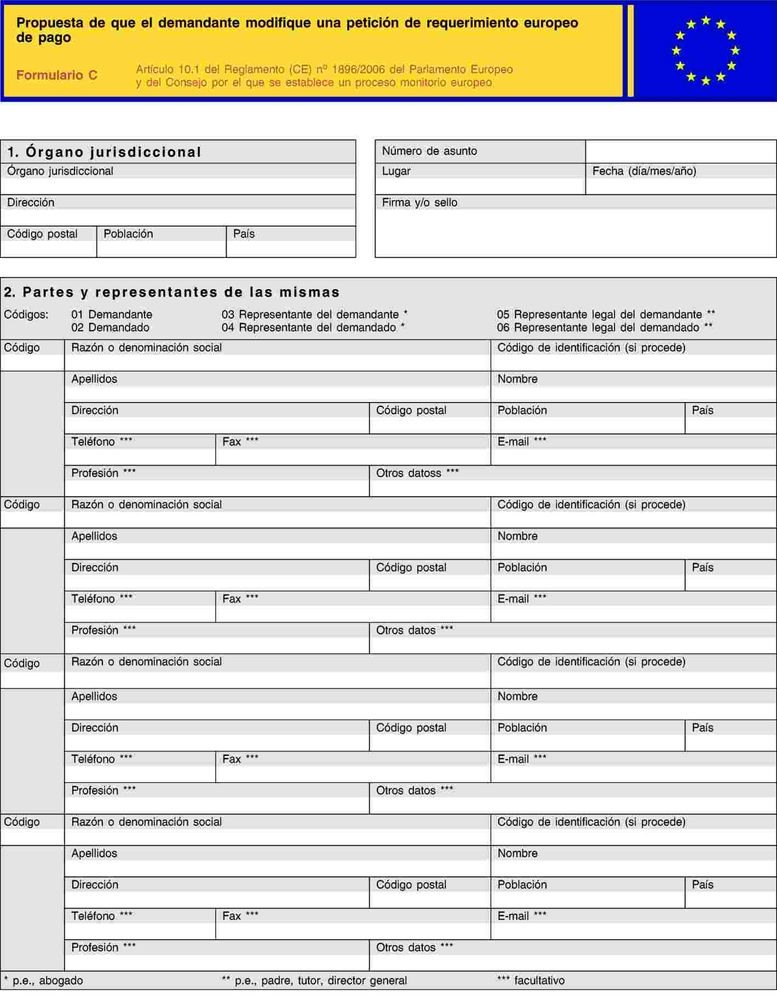 Propuesta de que el demandante modifique una petición de requerimiento europeo
de pago
Formulario C
Artículo 10.1 del Reglamento (CE) nº 1896/2006 del Parlamento Europeo
y del Consejo por el que se establece un proceso monitorio europeo
1. Órgano jurisdiccional
Órgano jurisdiccional
Dirección
Código postal Población País
Número de asunto
Lugar Fecha (día/mes/año)
Firma y/o sello
2. Partes y representantes de las mismas
Códigos: 01 Demandante 03 Representante del demandante * 05 Representante legal del demandante **
02 Demandado 04 Representante del demandado * 06 Representante legal del demandado **
Código Razón o denominación social Código de identificación (si procede)
Apellidos Nombre
Dirección Código postal Población País
Teléfono *** Fax *** E-mail ***
Profesión *** Otros datoss ***
Código Razón o denominación social Código de identificación (si procede)
Apellidos Nombre
Dirección Código postal Población País
Teléfono *** Fax *** E-mail ***
Profesión *** Otros datos ***
Código Razón o denominación social Código de identificación (si procede)
Apellidos Nombre
Dirección Código postal Población País
Teléfono *** Fax *** E-mail ***
Profesión *** Otros datos ***
Código Razón o denominación social Código de identificación (si procede)
Apellidos Nombre
Dirección Código postal Población País
Teléfono *** Fax *** E-mail ***
Profesión *** Otros datos ***
* p.e., abogado ** p.e., padre, tutor, director general *** facultativo